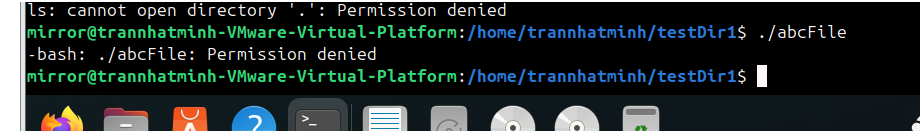 ls: cannot open directory '.': Permission denied
mirror@trannhatminh-VMware-Virtual-Platform:/home/trannhatminh/testDir1$ ./abcFile
-bash: ./abcFile: Permission denied
mirror@trannhatminh-VMware-Virtual-Platform:/home/trannhatminh/testDir1$
>_
?